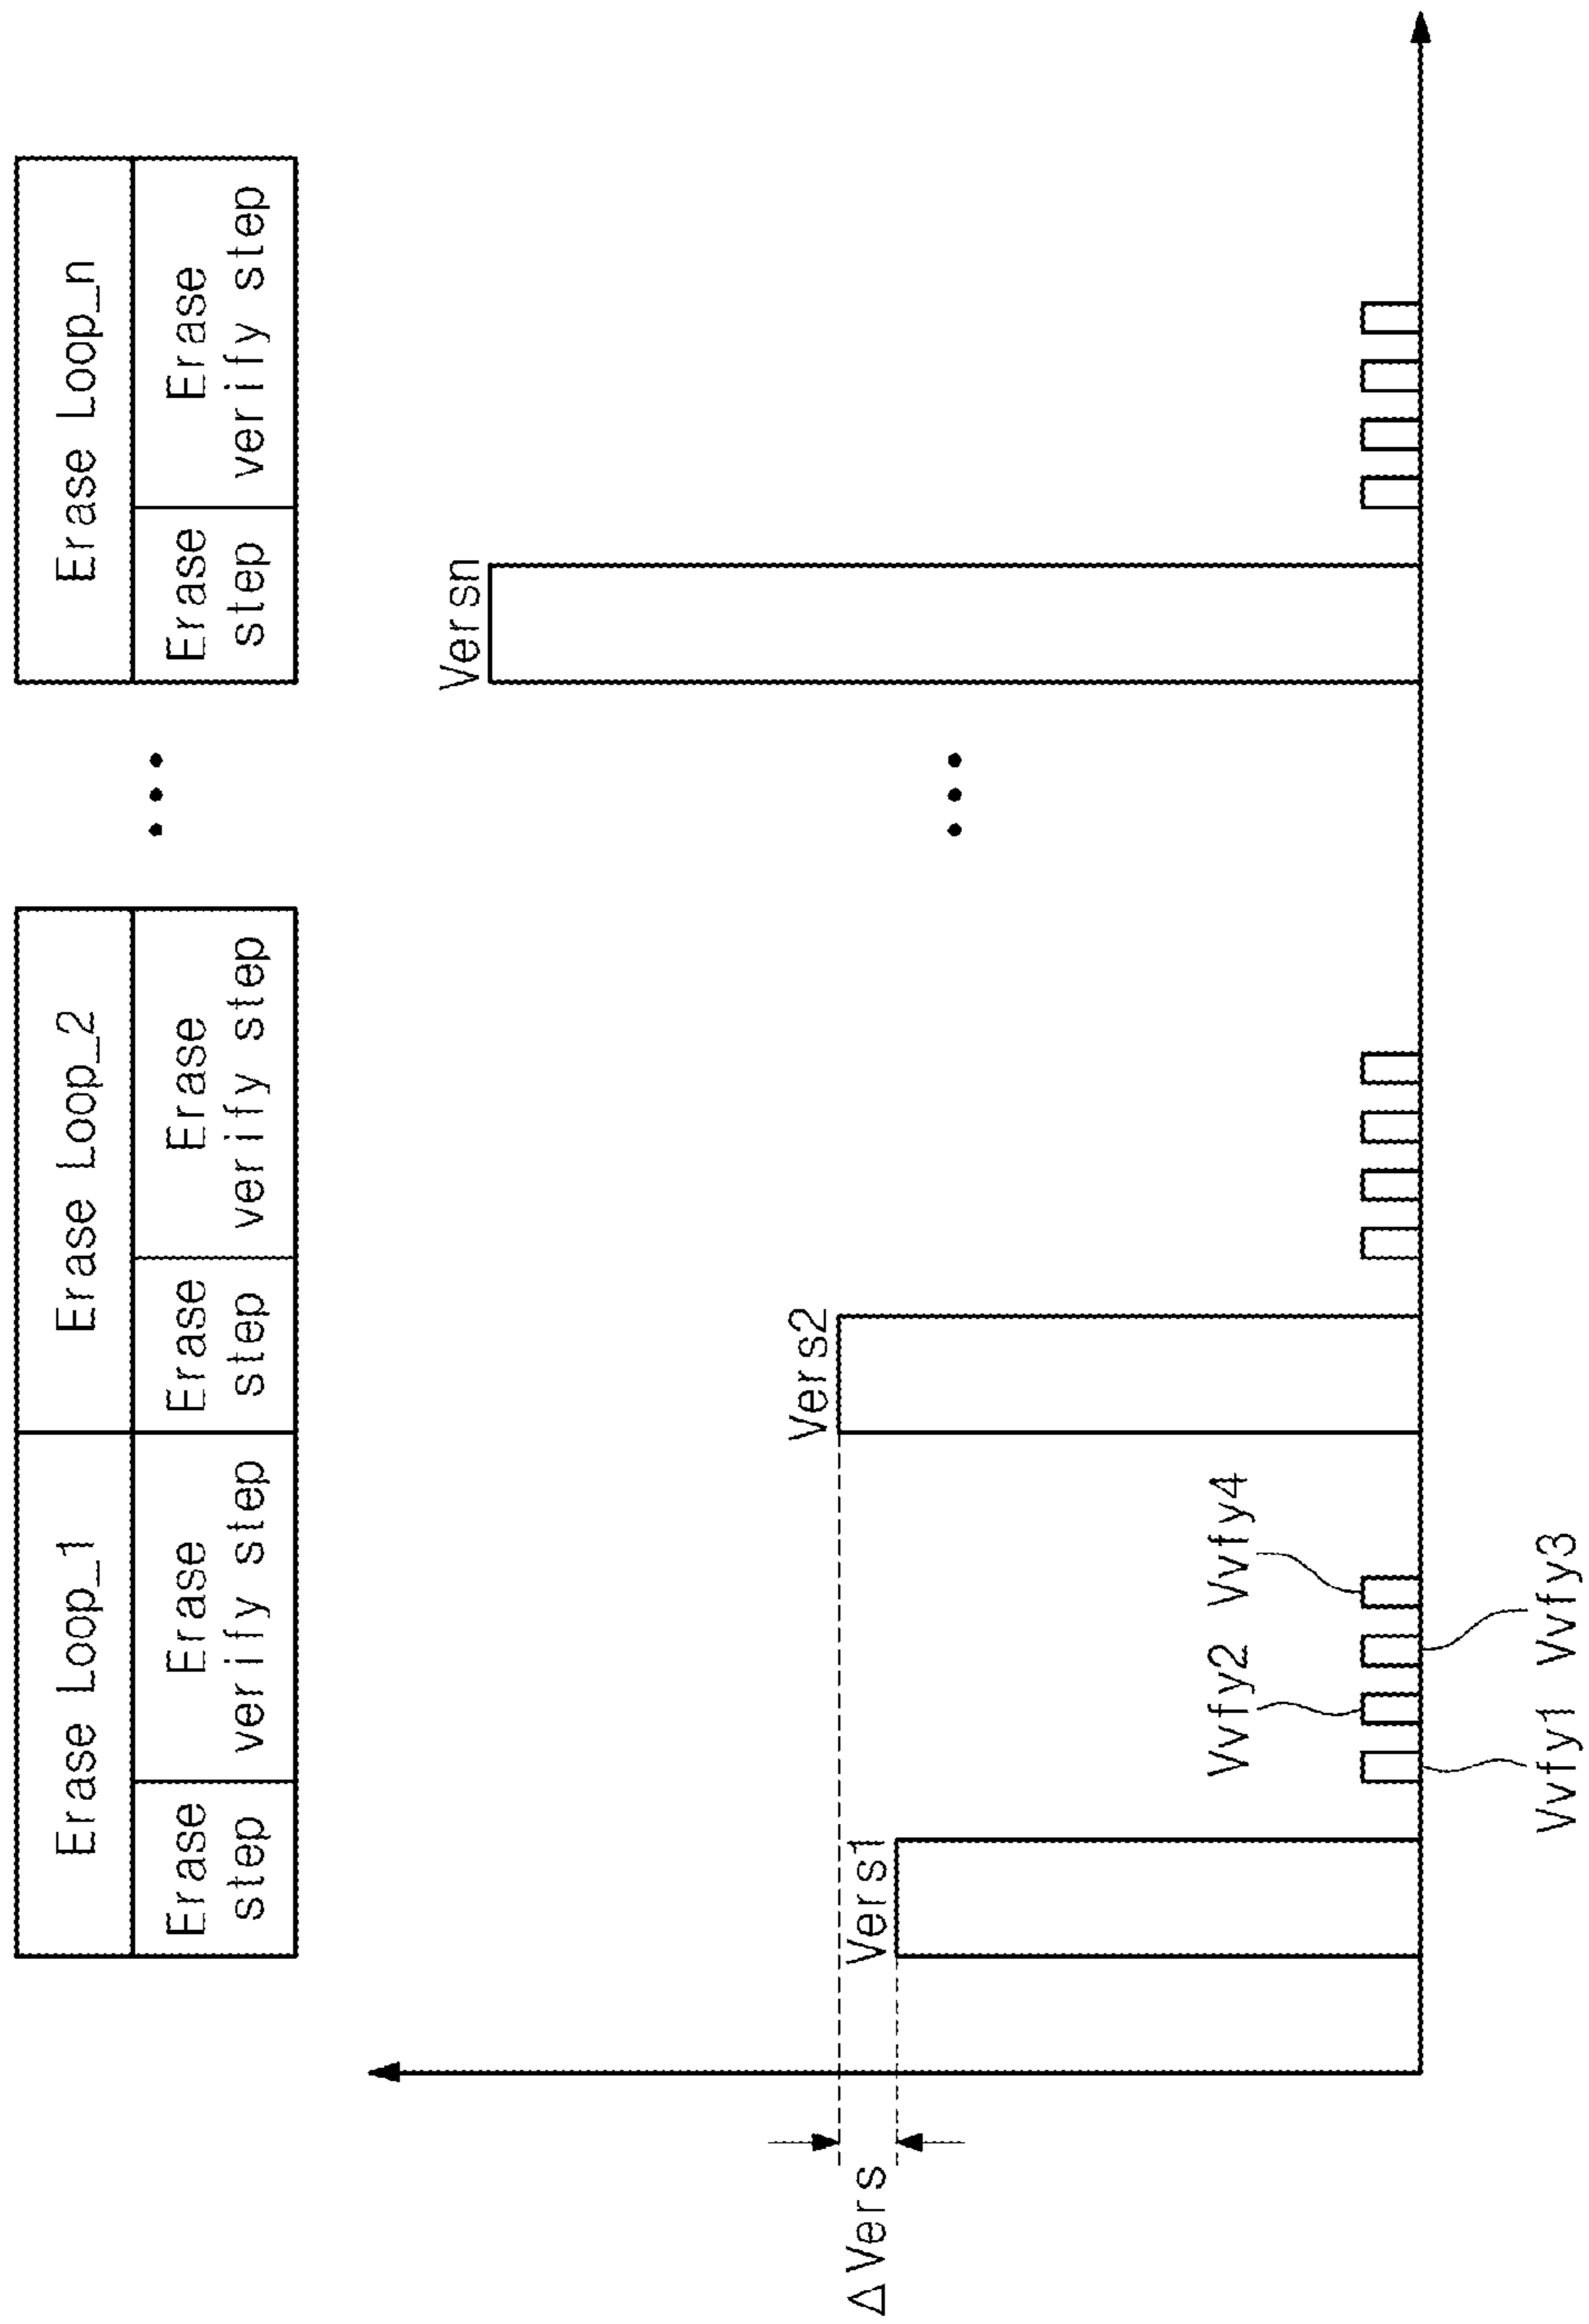 Erase Loop_1
Erase Loop_2
Erase Loop_n
Erase
step
Erase
verify step
Erase
step
Erase
verify step
Erase
step
Erase
verify step
Versn
Vers2
ΔVers
Vers1
Vvfy2
Vvfy4
Vvfy1
Vvfy3